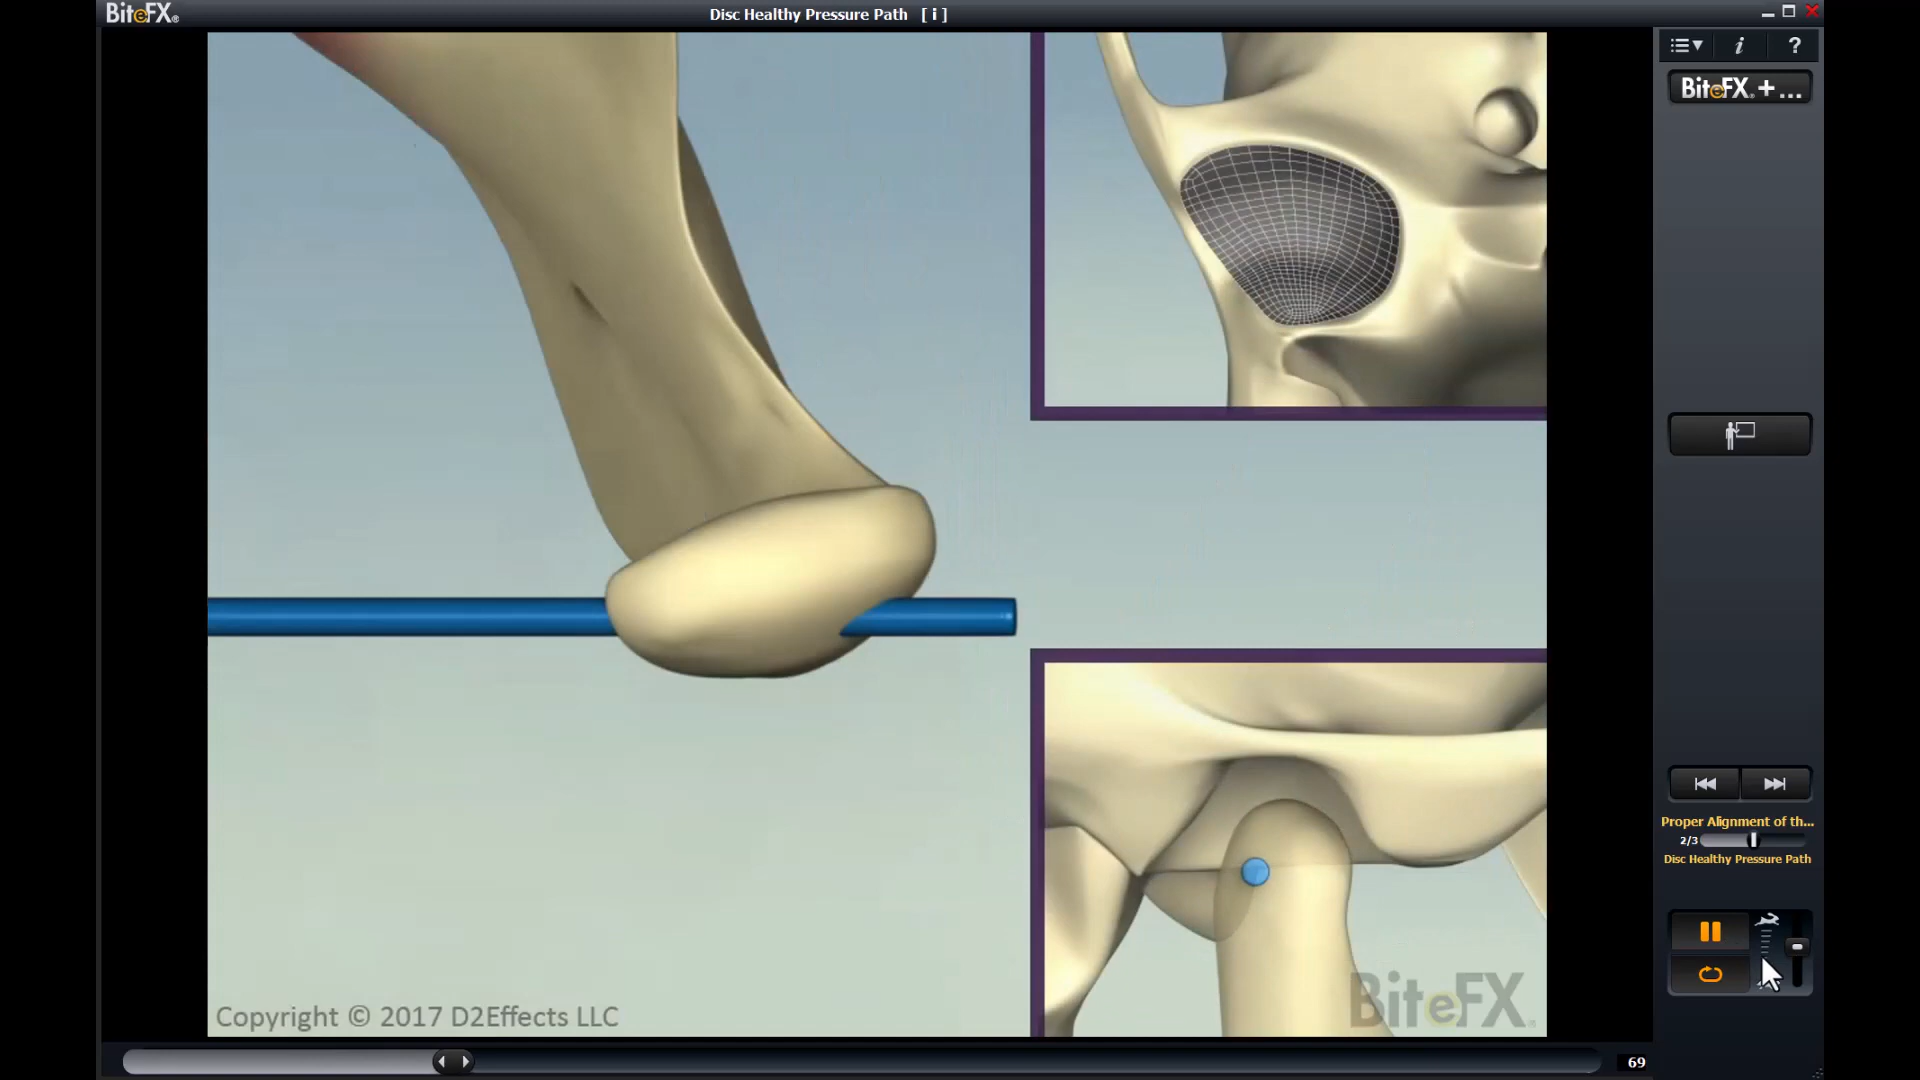 BiteFX®
Disc Healthy Pressure Path [ i ]
i
?
BiteFX® + ...
Proper Alignment of th...
2/3
Disc Healthy Pressure Path
Copyright © 2017 D2Effects LLC
BiteFX®
69